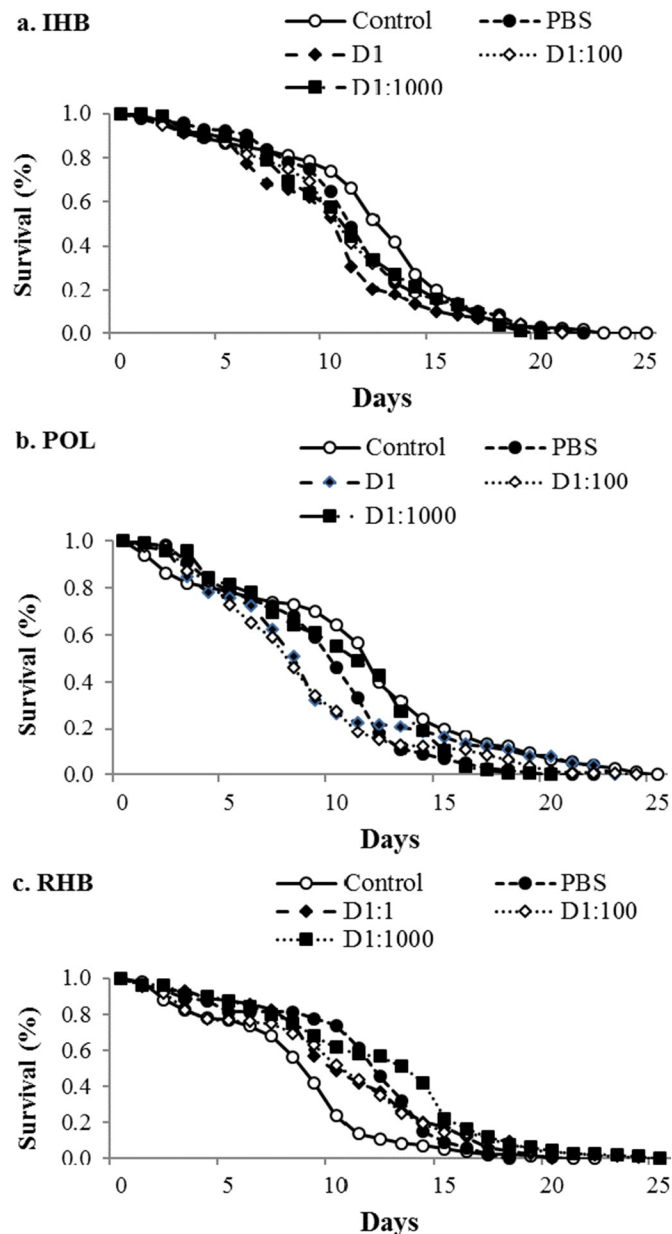 a. IHB
Control PBS
D1 D1:100
D1:1000
1.0
0.8
0.6
0.4
0.2
0.0
Survival (%)
0 5 10 15 20 25
Days
b. POL
Control PBS
D1 D1:100
D1:1000
1.0
0.8
0.6
0.4
0.2
0.0
Survival (%)
0 5 10 15 20 25
Days
c. RHB
Control PBS
D1:1 D1:100
D1:1000
1.0
0.8
0.6
0.4
0.2
0.0
Survival (%)
0 5 10 15 20 25
Days